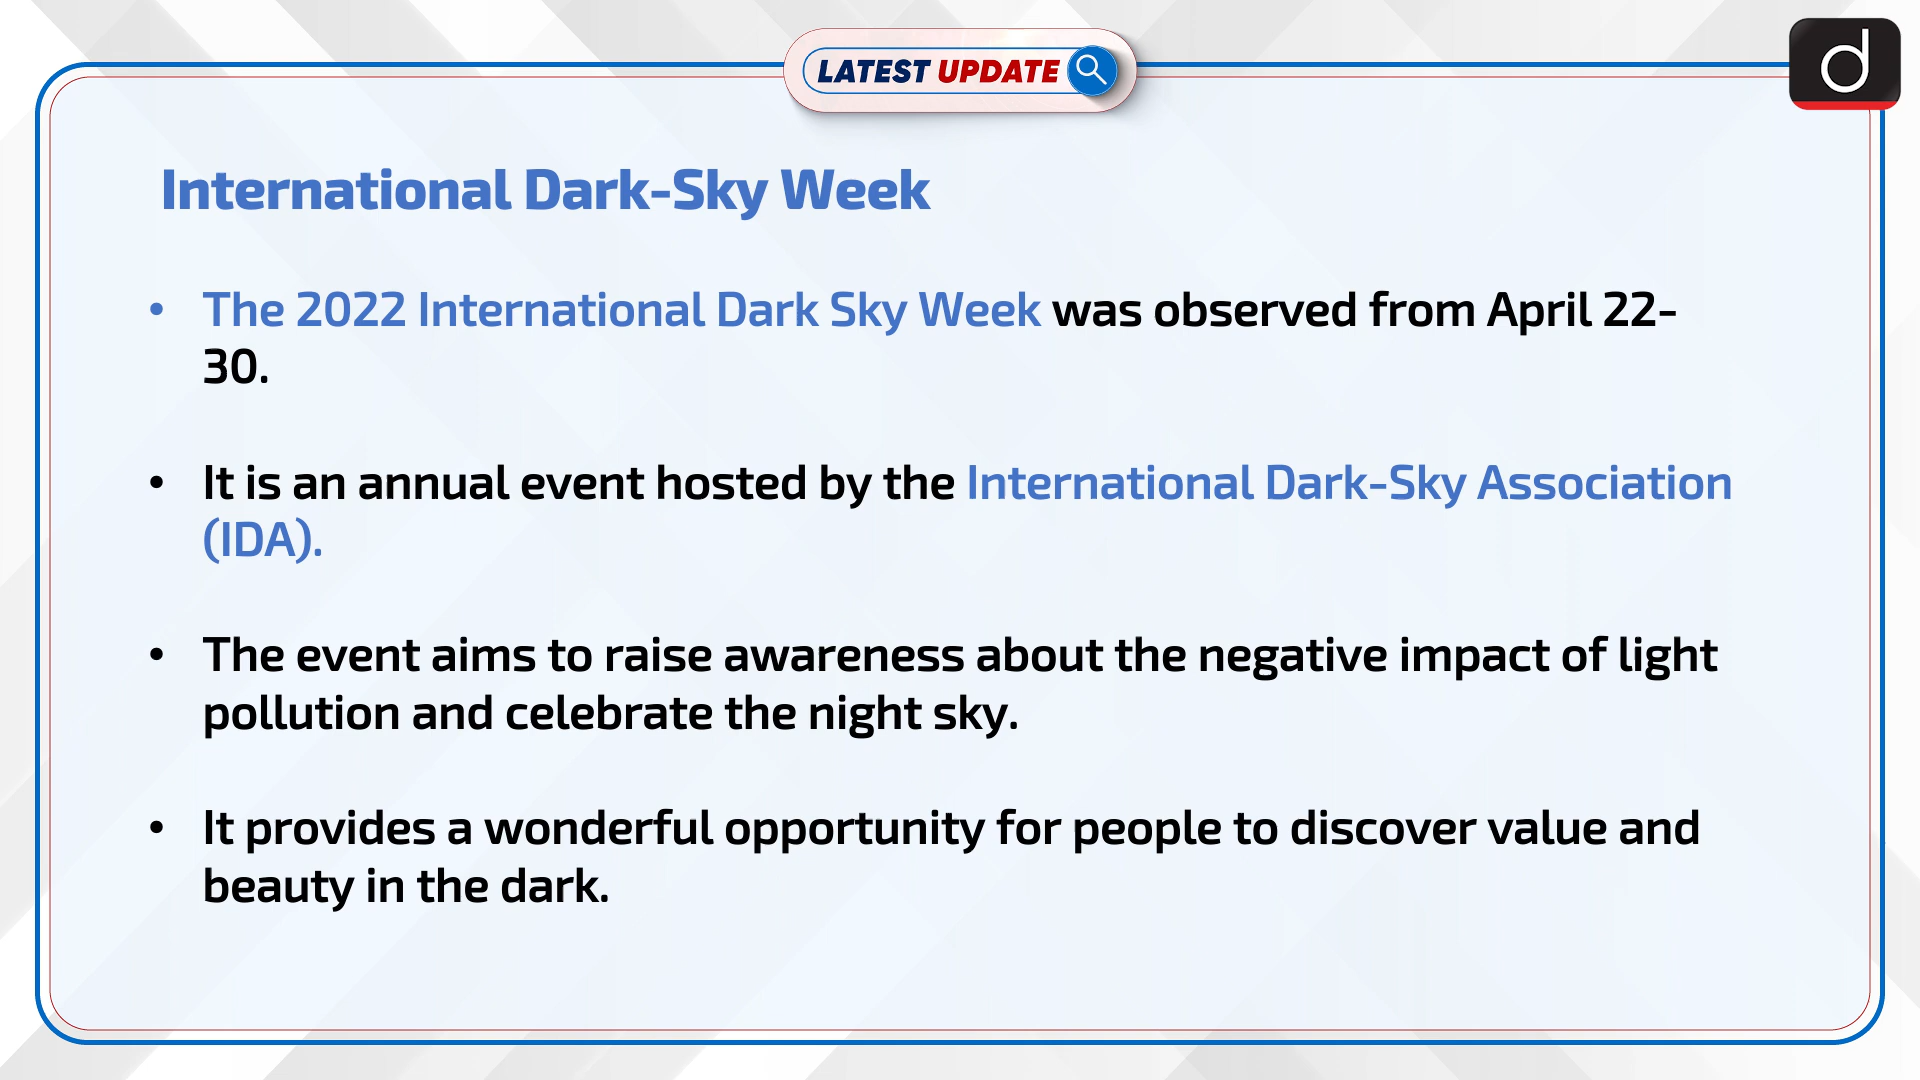 LATEST UPDATE
d
International Dark-Sky Week
• The 2022 International Dark Sky Week was observed from April 22-
30.
• It is an annual event hosted by the International Dark-Sky Association
(IDA).
• The event aims to raise awareness about the negative impact of light
pollution and celebrate the night sky.
• It provides a wonderful opportunity for people to discover value and
beauty in the dark.